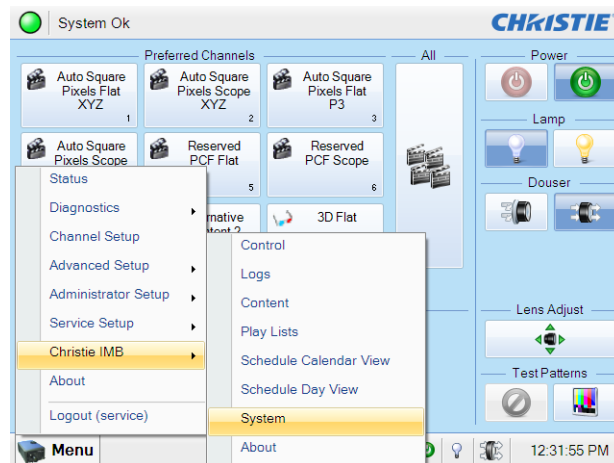 System Ok
CHRISTIE
Preferred Channels
All
Power
Auto Square
Pixels Flat
XYZ
1
Auto Square
Pixels Scope
XYZ
2
Auto Square
Pixels Flat
P3
3
Lamp
Auto Square
Pixels Scope
Reserved
PCF Flat
5
Reserved
PCF Scope
6
Douser
3D Flat
Status
Diagnostics
Channel Setup
Advanced Setup
Administrator Setup
Service Setup
Christie IMB
About
Logout (service)
Control
Logs
Content
Play Lists
Schedule Calendar View
Schedule Day View
System
About
Lens Adjust
Test Patterns
Menu
12:31:55 PM